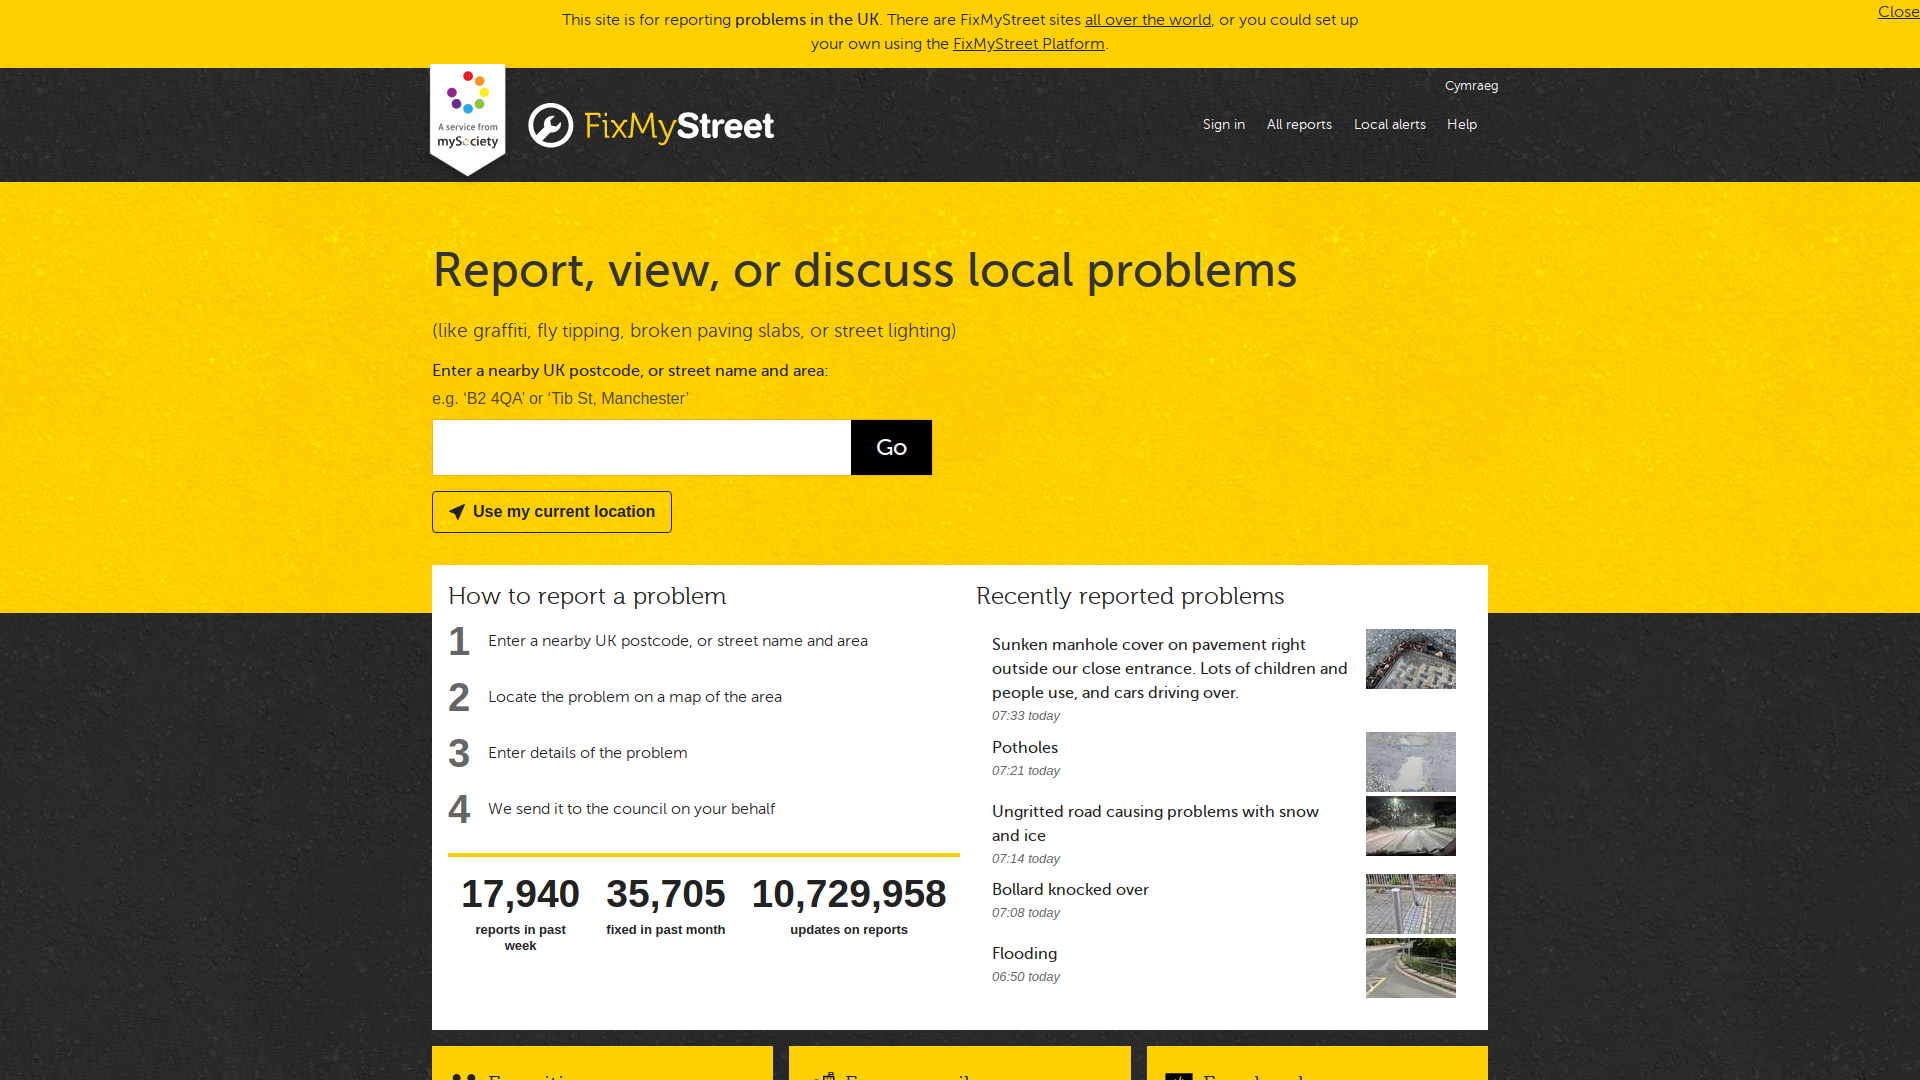 This site is for reporting problems in the UK. There are FixMyStreet sites all over the world, or you could set up
your own using the FixMyStreet Platform.
Close
A service from
mySociety
FixMyStreet
Cymraeg
Sign in
All reports
Local alerts
Help
Report, view, or discuss local problems
(like graffiti, fly tipping, broken paving slabs, or street lighting)
Enter a nearby UK postcode, or street name and area:
e.g. ‘B2 4QA’ or ‘Tib St, Manchester’
Go
Use my current location
How to report a problem
1 Enter a nearby UK postcode, or street name and area
2 Locate the problem on a map of the area
3 Enter details of the problem
4 We send it to the council on your behalf
17,940
reports in past
week
35,705
fixed in past month
10,729,958
updates on reports
Recently reported problems
Sunken manhole cover on pavement right
outside our close entrance. Lots of children and
people use, and cars driving over.
07:33 today
Potholes
07:21 today
Ungritted road causing problems with snow
and ice
07:14 today
Bollard knocked over
07:08 today
Flooding
06:50 today